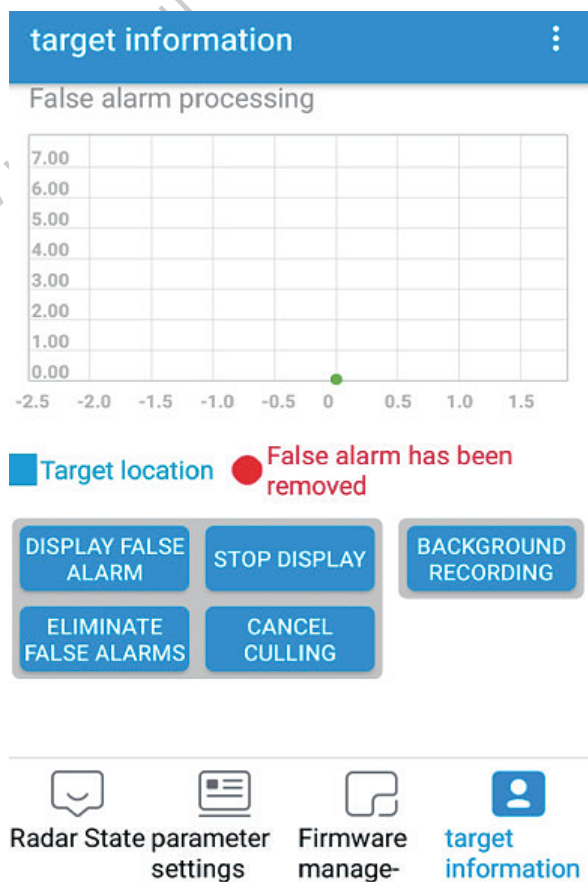 target information
False alarm processing
7.00
6.00
5.00
4.00
3.00
2.00
1.00
0.00
-2.5 -2.0 -1.5 -1.0 -0.5 0 0.5 1.0 1.5
Target location
False alarm has been
removed
DISPLAY FALSE
ALARM
STOP DISPLAY
BACKGROUND
RECORDING
ELIMINATE
FALSE ALARMS
CANCEL
CULLING
Radar State
parameter
settings
Firmware
manage-
target
information